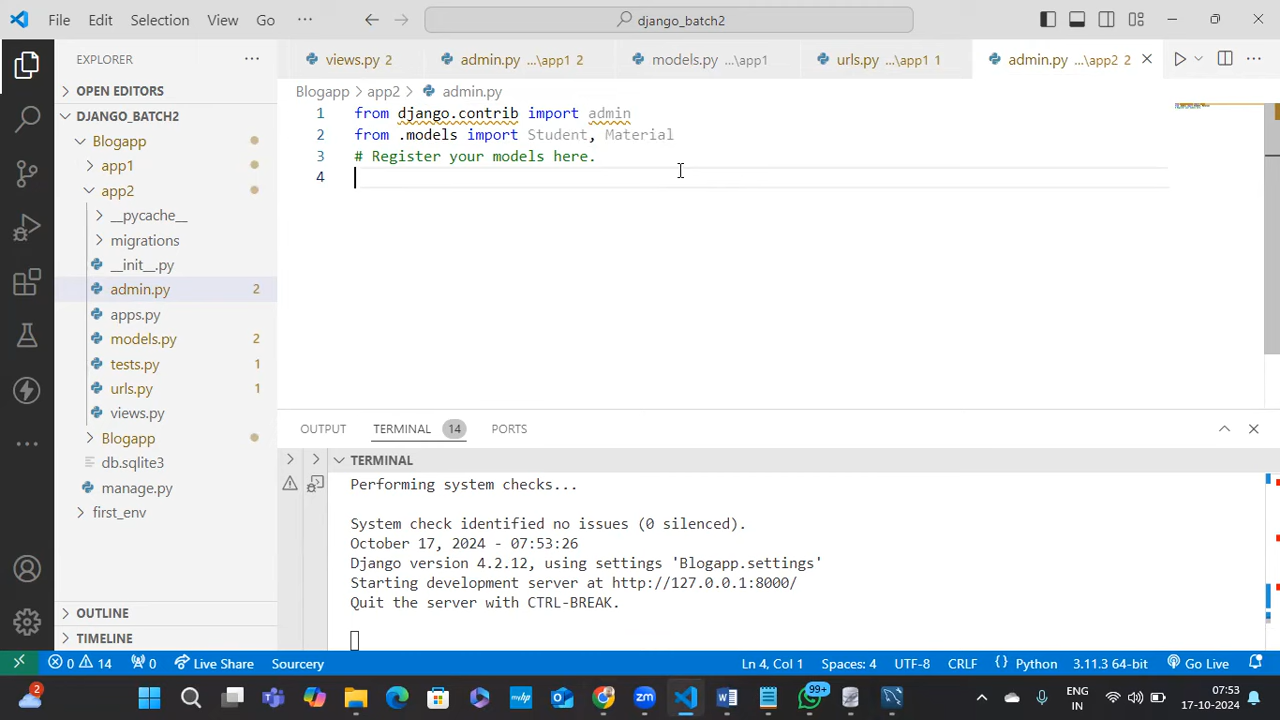 File Edit Selection View Go ··· django_batch2
EXPLORER ···
views.py 2 admin.py ...\app1 2 models.py ...\app1 urls.py ...\app1 1 admin.py ...\app2 2
OPEN EDITORS
DJANGO_BATCH2
Blogapp
app1
app2
__pycache__
migrations
__init__.py
admin.py 2
apps.py
models.py 2
tests.py 1
urls.py 1
views.py
Blogapp
db.sqlite3
manage.py
first_env
OUTLINE
TIMELINE
Blogapp > app2 > admin.py
1 from django.contrib import admin
2 from .models import Student, Material
3 # Register your models here.
4
OUTPUT TERMINAL 14 PORTS
TERMINAL
Performing system checks...
System check identified no issues (0 silenced).
October 17, 2024 - 07:53:26
Django version 4.2.12, using settings 'Blogapp.settings'
Starting development server at http://127.0.0.1:8000/
Quit the server with CTRL-BREAK.
0 14 0 Live Share Sourcery Ln 4, Col 1 Spaces: 4 UTF-8 CRLF Python 3.11.3 64-bit Go Live
2 hp 99+ ENG 07:53
IN 17-10-2024